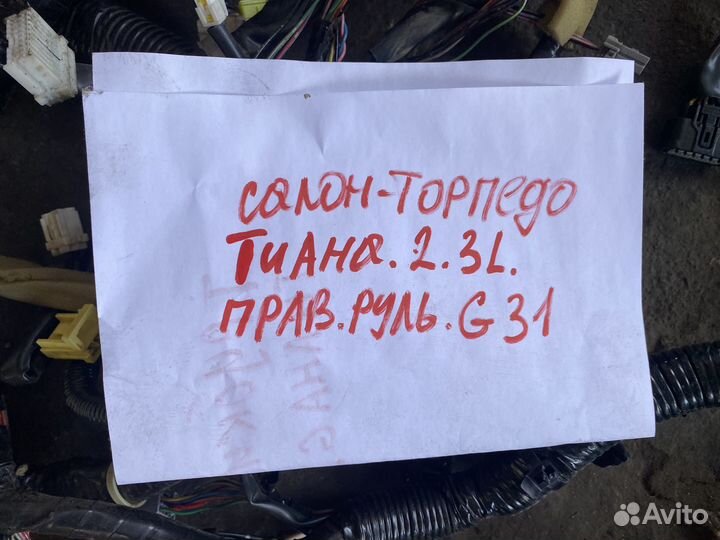 салон-Торпедо
Тиана. 2.3L.
ПРАВ. РУЛЬ. G31
Avito